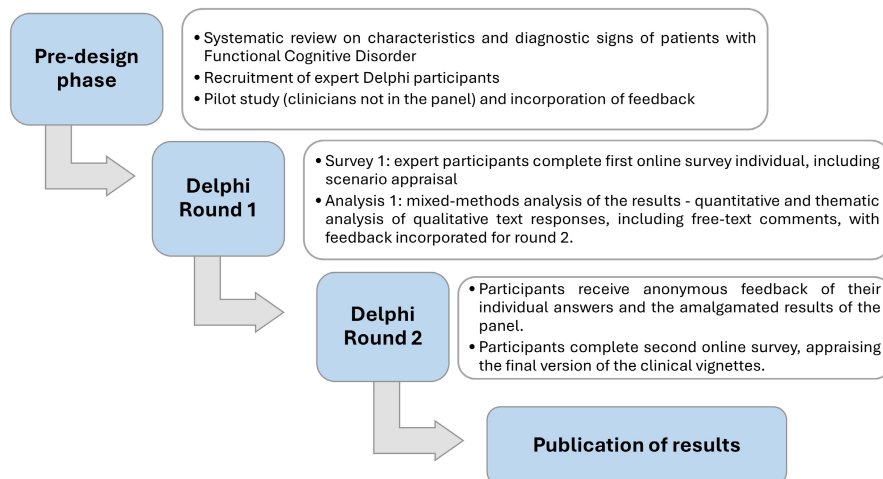 Pre-design
phase
• Systematic review on characteristics and diagnostic signs of patients with
Functional Cognitive Disorder
• Recruitment of expert Delphi participants
• Pilot study (clinicians not in the panel) and incorporation of feedback
Delphi
Round 1
• Survey 1: expert participants complete first online survey individual, including
scenario appraisal
• Analysis 1: mixed-methods analysis of the results - quantitative and thematic
analysis of qualitative text responses, including free-text comments, with
feedback incorporated for round 2.
Delphi
Round 2
• Participants receive anonymous feedback of their
individual answers and the amalgamated results of the
panel.
• Participants complete second online survey, appraising
the final version of the clinical vignettes.
Publication of results